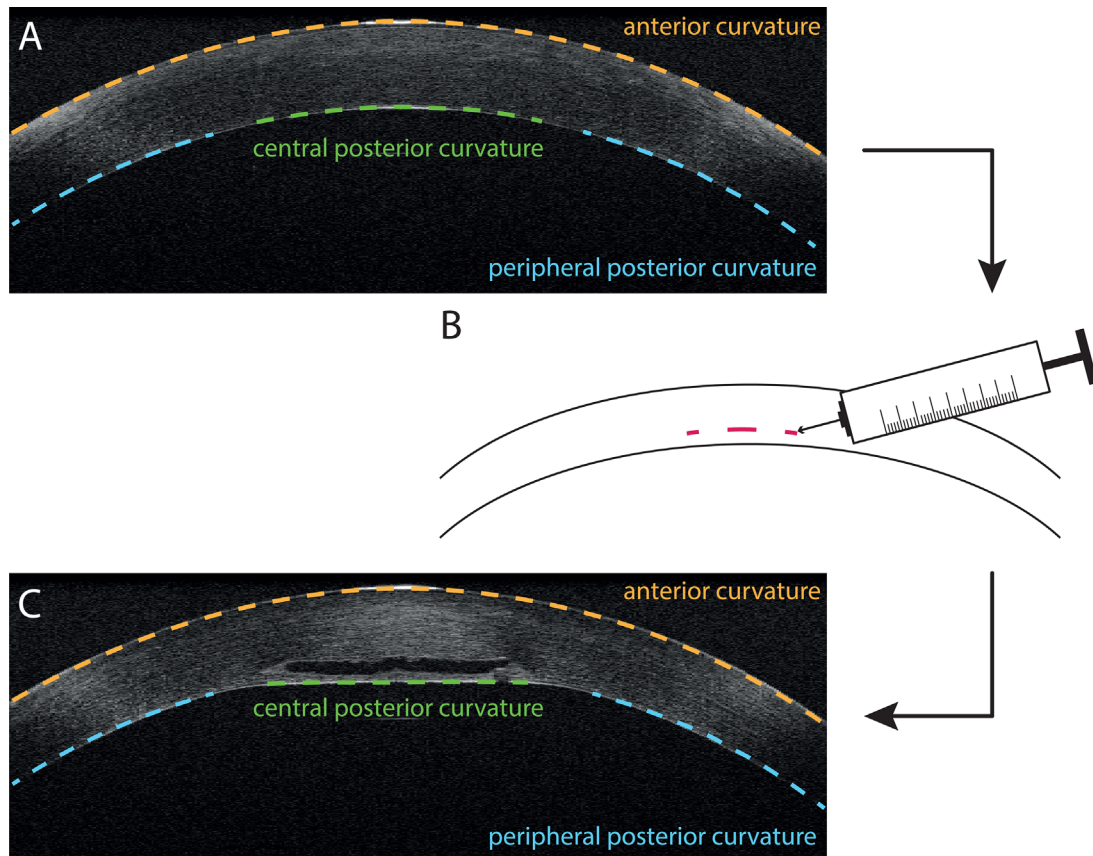 A
anterior curvature
central posterior curvature
peripheral posterior curvature
B
C
anterior curvature
central posterior curvature
peripheral posterior curvature